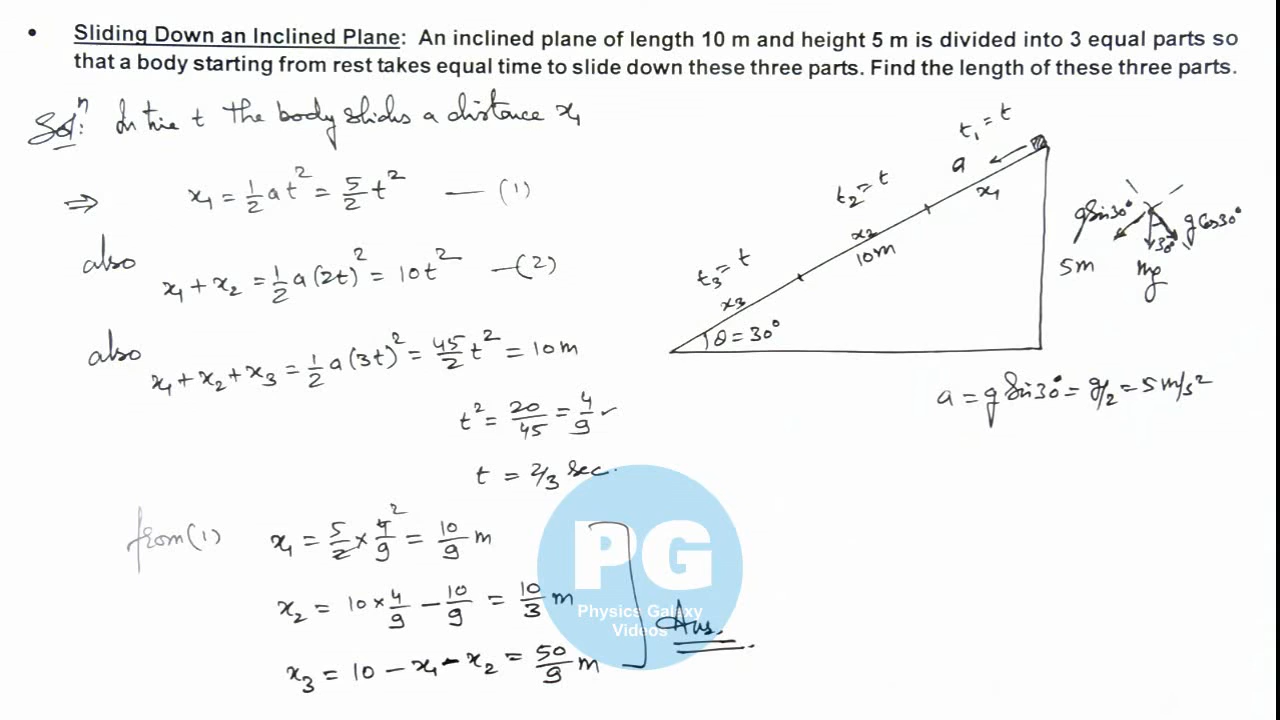 • Sliding Down an Inclined Plane: An inclined plane of length 10 m and height 5 m is divided into 3 equal parts so
that a body starting from rest takes equal time to slide down these three parts. Find the length of these three parts.
Solⁿ: In time t the body slides a distance x₁
⇒ x₁ = 1/2 at² = 5/2 t² — (1)
also
x₁ + x₂ = 1/2 a(2t)² = 10t² —(2)
also
x₁ + x₂ + x₃ = 1/2 a(3t)² = 45/2 t² = 10m
t² = 20/45 = 4/9 ✓
t = 2/3 sec.
from (1) x₁ = 5/2 × 4/9 ² = 10/9 m
x₂ = 10 × 4/9 − 10/9 = 10/3 m
x₃ = 10 − x₁ − x₂ = 50/9 m
Ans.
t₁ = t
a
x₁
t₂ = t
x₂
10m
t₃ = t
x₃
θ = 30°
5m
g sin30°
g cos30°
30°
mg
a = g sin30° = g/2 = 5 m/s²
PG
Physics Galaxy
Videos